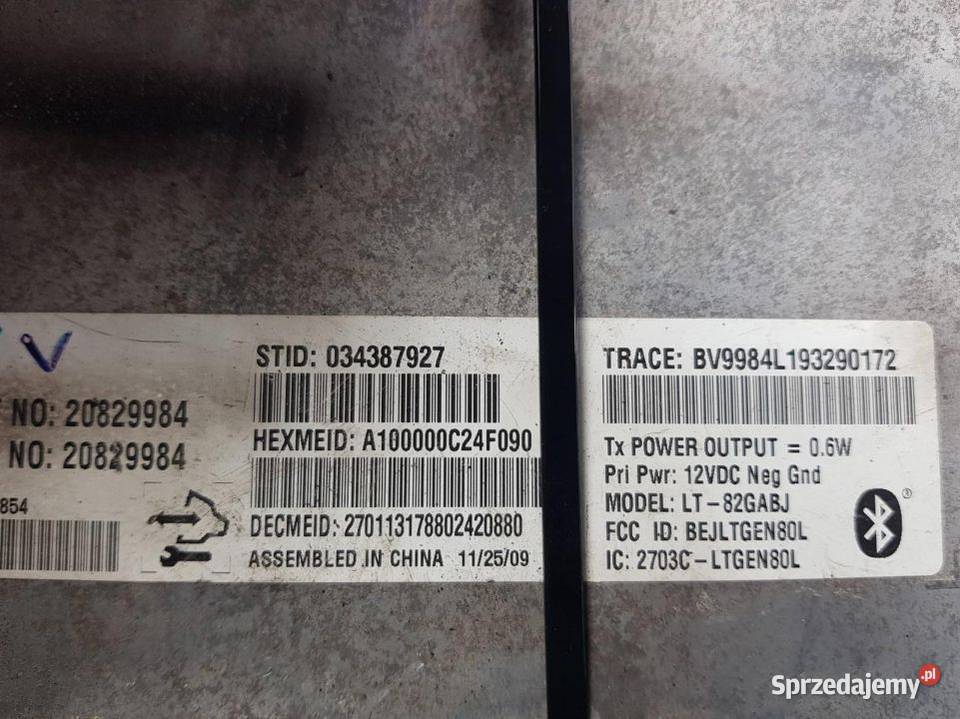 V
STID: 034387927
NO: 20829984
HEXMEID: A100000C24F090
NO: 20829984
854
DECMEID: 270113178802420880
ASSEMBLED IN CHINA 11/25/09
TRACE: BV9984L193290172
Tx POWER OUTPUT = 0.6W
Pri Pwr: 12VDC Neg Gnd
MODEL: LT-82GABJ
FCC ID: BEJLTGEN80L
IC: 2703C-LTGEN80L
®
Sprzedajemy.pl